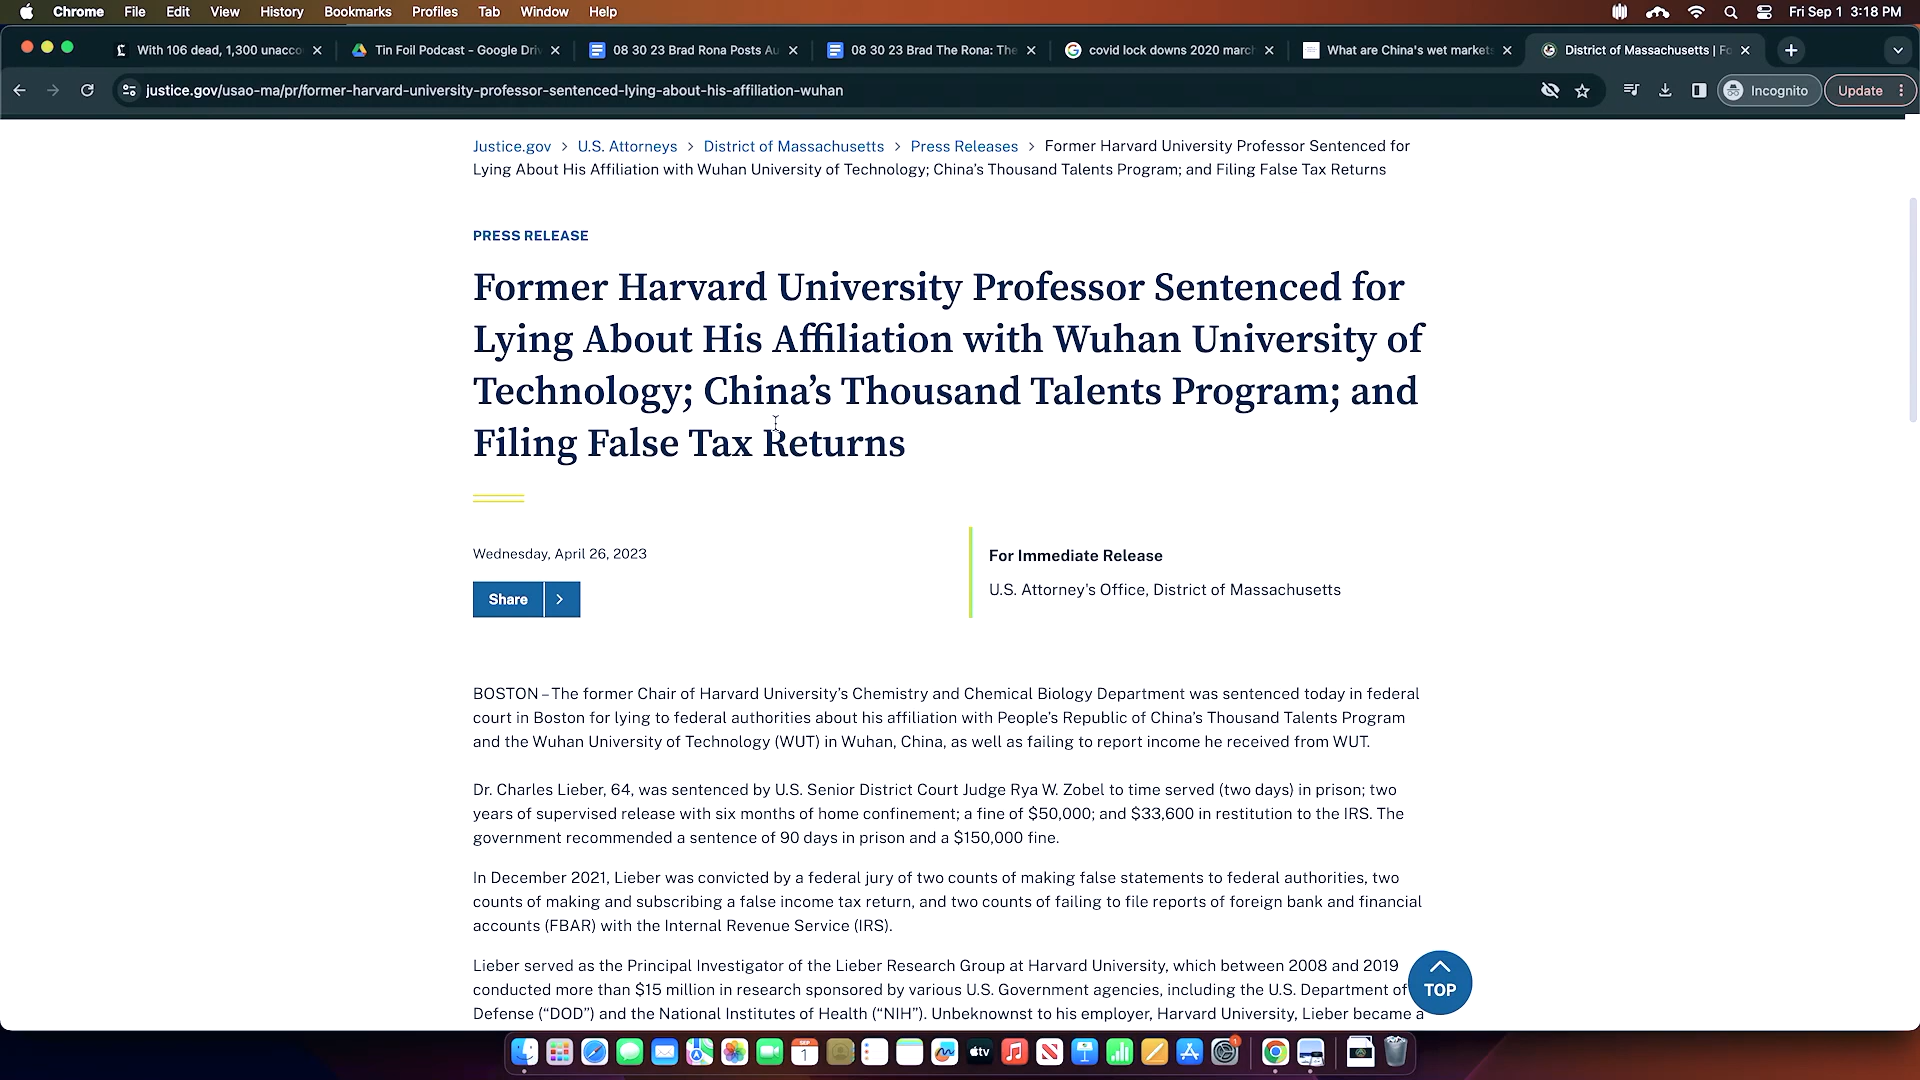 Chrome File Edit View History Bookmarks Profiles Tab Window Help Fri Sep 1 3:18 PM
With 106 dead, 1,300 unacco Tin Foil Podcast - Google Dri 08 30 23 Brad Rona Posts Au 08 30 23 Brad The Rona: The covid lock downs 2020 march What are China's wet markets District of Massachusetts | Fo
justice.gov/usao-ma/pr/former-harvard-university-professor-sentenced-lying-about-his-affiliation-wuhan Incognito Update
Justice.gov > U.S. Attorneys > District of Massachusetts > Press Releases > Former Harvard University Professor Sentenced for
Lying About His Affiliation with Wuhan University of Technology; China’s Thousand Talents Program; and Filing False Tax Returns
PRESS RELEASE
Former Harvard University Professor Sentenced for
Lying About His Affiliation with Wuhan University of
Technology; China’s Thousand Talents Program; and
Filing False Tax Returns
Wednesday, April 26, 2023
Share >
For Immediate Release
U.S. Attorney's Office, District of Massachusetts
BOSTON – The former Chair of Harvard University’s Chemistry and Chemical Biology Department was sentenced today in federal
court in Boston for lying to federal authorities about his affiliation with People’s Republic of China’s Thousand Talents Program
and the Wuhan University of Technology (WUT) in Wuhan, China, as well as failing to report income he received from WUT.
Dr. Charles Lieber, 64, was sentenced by U.S. Senior District Court Judge Rya W. Zobel to time served (two days) in prison; two
years of supervised release with six months of home confinement; a fine of $50,000; and $33,600 in restitution to the IRS. The
government recommended a sentence of 90 days in prison and a $150,000 fine.
In December 2021, Lieber was convicted by a federal jury of two counts of making false statements to federal authorities, two
counts of making and subscribing a false income tax return, and two counts of failing to file reports of foreign bank and financial
accounts (FBAR) with the Internal Revenue Service (IRS).
Lieber served as the Principal Investigator of the Lieber Research Group at Harvard University, which between 2008 and 2019
conducted more than $15 million in research sponsored by various U.S. Government agencies, including the U.S. Department of
Defense (“DOD”) and the National Institutes of Health (“NIH”). Unbeknownst to his employer, Harvard University, Lieber became a
TOP
SEP
1
tv
1